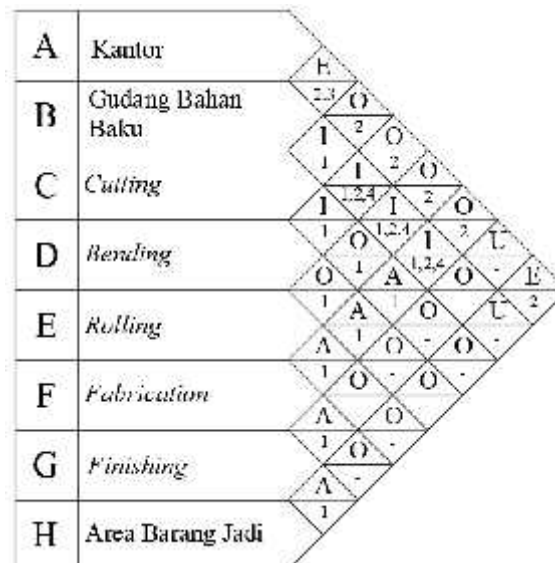 A Kantor
E
2,3 O
B Gudang Bahan
Baku
2
I O
1 2
C Cutting I O
1,2,4 2
I I O
1 1,2,4 2
D Bending O I U
1 1,2,4 -
O A O E
1 1 - 2
E Rolling A O U
1 - -
A O O
1 - -
F Fabrication O O
A O
1 -
G Finishing O
-
A
1
H Area Barang Jadi